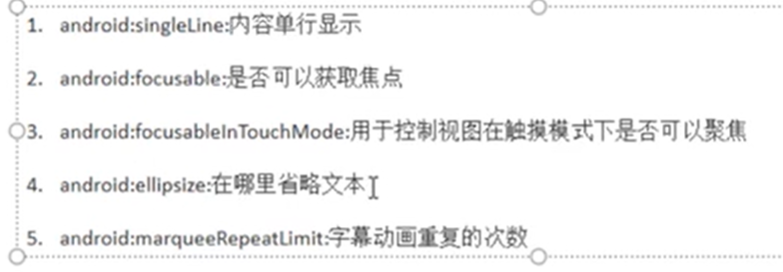 1. android:singleLine:内容单行显示
2. android:focusable:是否可以获取焦点
3. android:focusableInTouchMode:用于控制视图在触摸模式下是否可以聚焦
4. android:ellipsize:在哪里省略文本
5. android:marqueeRepeatLimit:字幕动画重复的次数